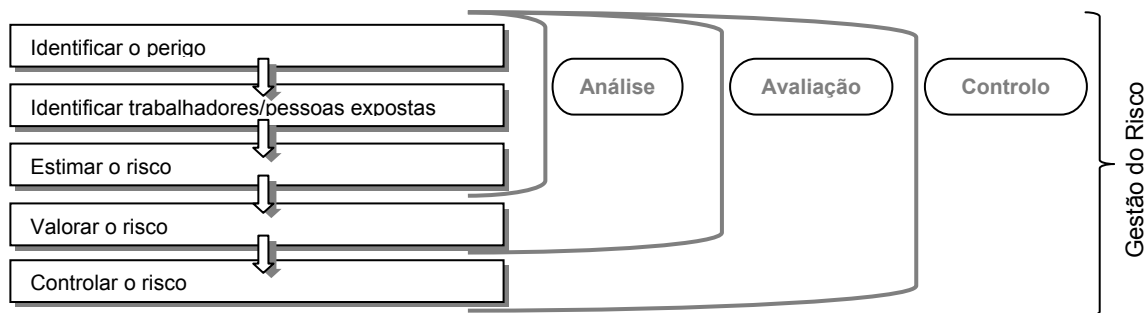 Identificar o perigo
Identificar trabalhadores/pessoas expostas
Estimar o risco
Valorar o risco
Controlar o risco
Análise
Avaliação
Controlo
Gestão do Risco